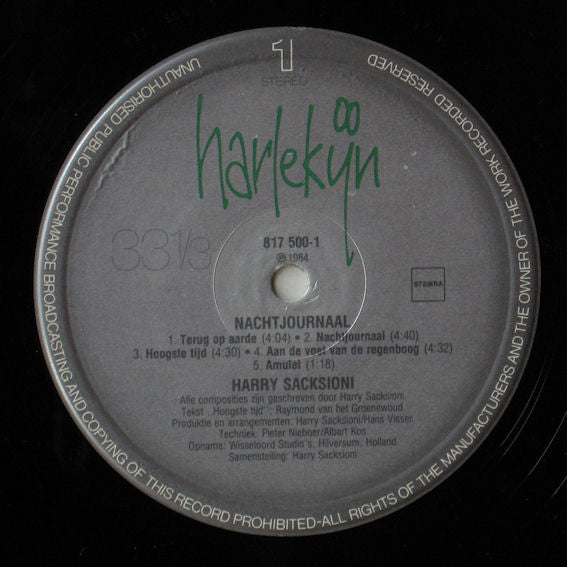 1
STEREO
harlekijn
33 1/3
817 500-1
Ⓟ 1984
STEMRA
NACHTJOURNAAL
1. Terug op aarde (4:04) • 2. Nachtjournaal (4:40)
3. Hoogste tijd (4:30) • 4. Aan de voet van de regenboog (4:32)
5. Amulet (1:18)
HARRY SACKSIONI
Alle composities zijn geschreven door Harry Sacksioni.
Tekst ,,Hoogste tijd'': Raymond van het Groenewoud.
Produktie en arrangementen: Harry Sacksioni/Hans Visser.
Techniek: Pieter Nieboer/Albert Kos.
Opname: Wisseloord Studio's, Hilversum, Holland.
Samenstelling: Harry Sacksioni.
UNAUTHORISED PUBLIC PERFORMANCE BROADCASTING AND COPYING OF THIS RECORD PROHIBITED-ALL RIGHTS OF THE MANUFACTURERS AND THE OWNER OF THE WORK RECORDED RESERVED